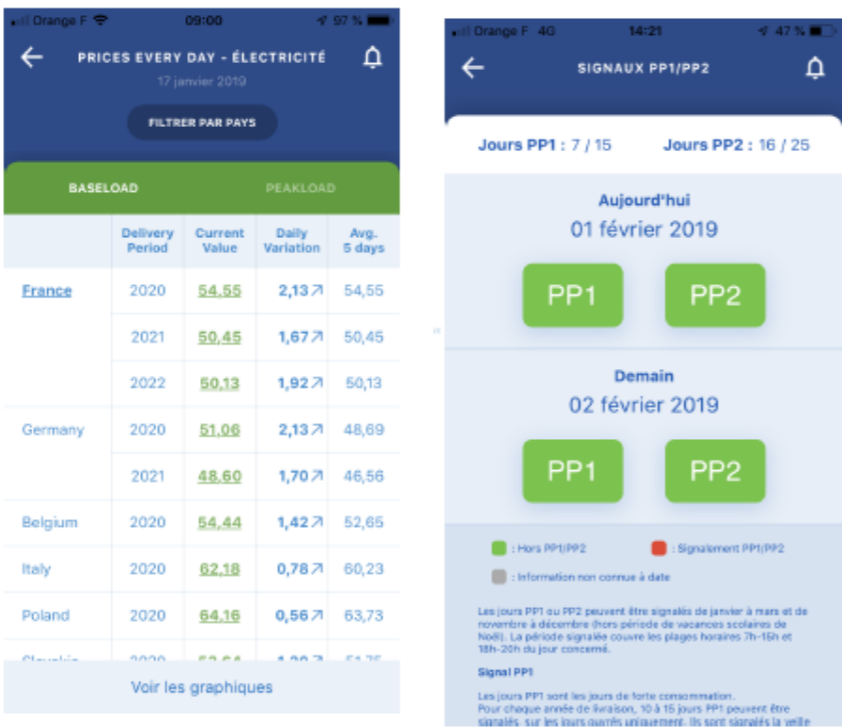 Orange F 09:00 97 %
PRICES EVERY DAY - ÉLECTRICITÉ
17 janvier 2019
FILTRER PAR PAYS
BASELOAD PEAKLOAD
Delivery Period Current Value Daily Variation Avg. 5 days
France 2020 54,55 2,13↗ 54,55
2021 50,45 1,67↗ 50,45
2022 50,13 1,92↗ 50,13
Germany 2020 51,06 2,13↗ 48,69
2021 48,60 1,70↗ 46,56
Belgium 2020 54,44 1,42↗ 52,65
Italy 2020 62,18 0,78↗ 60,23
Poland 2020 64,16 0,56↗ 63,73
Voir les graphiques
Orange F 4G 14:21 47 %
SIGNAUX PP1/PP2
Jours PP1 : 7 / 15 Jours PP2 : 16 / 25
Aujourd'hui
01 février 2019
PP1 PP2
Demain
02 février 2019
PP1 PP2
: Hors PP1/PP2 : Signalement PP1/PP2
: Information non connue à date
Les jours PP1 ou PP2 peuvent être signalés de janvier à mars et de
novembre à décembre (hors période de vacances scolaires de
Noël). La période signalée couvre les plages horaires 7h-15h et
18h-20h du jour concerné.
Signal PP1
Les jours PP1 sont les jours de forte consommation.
Pour chaque année de livraison, 10 à 15 jours PP1 peuvent être
signalés, sur les jours ouvrés uniquement. Ils sont signalés la veille